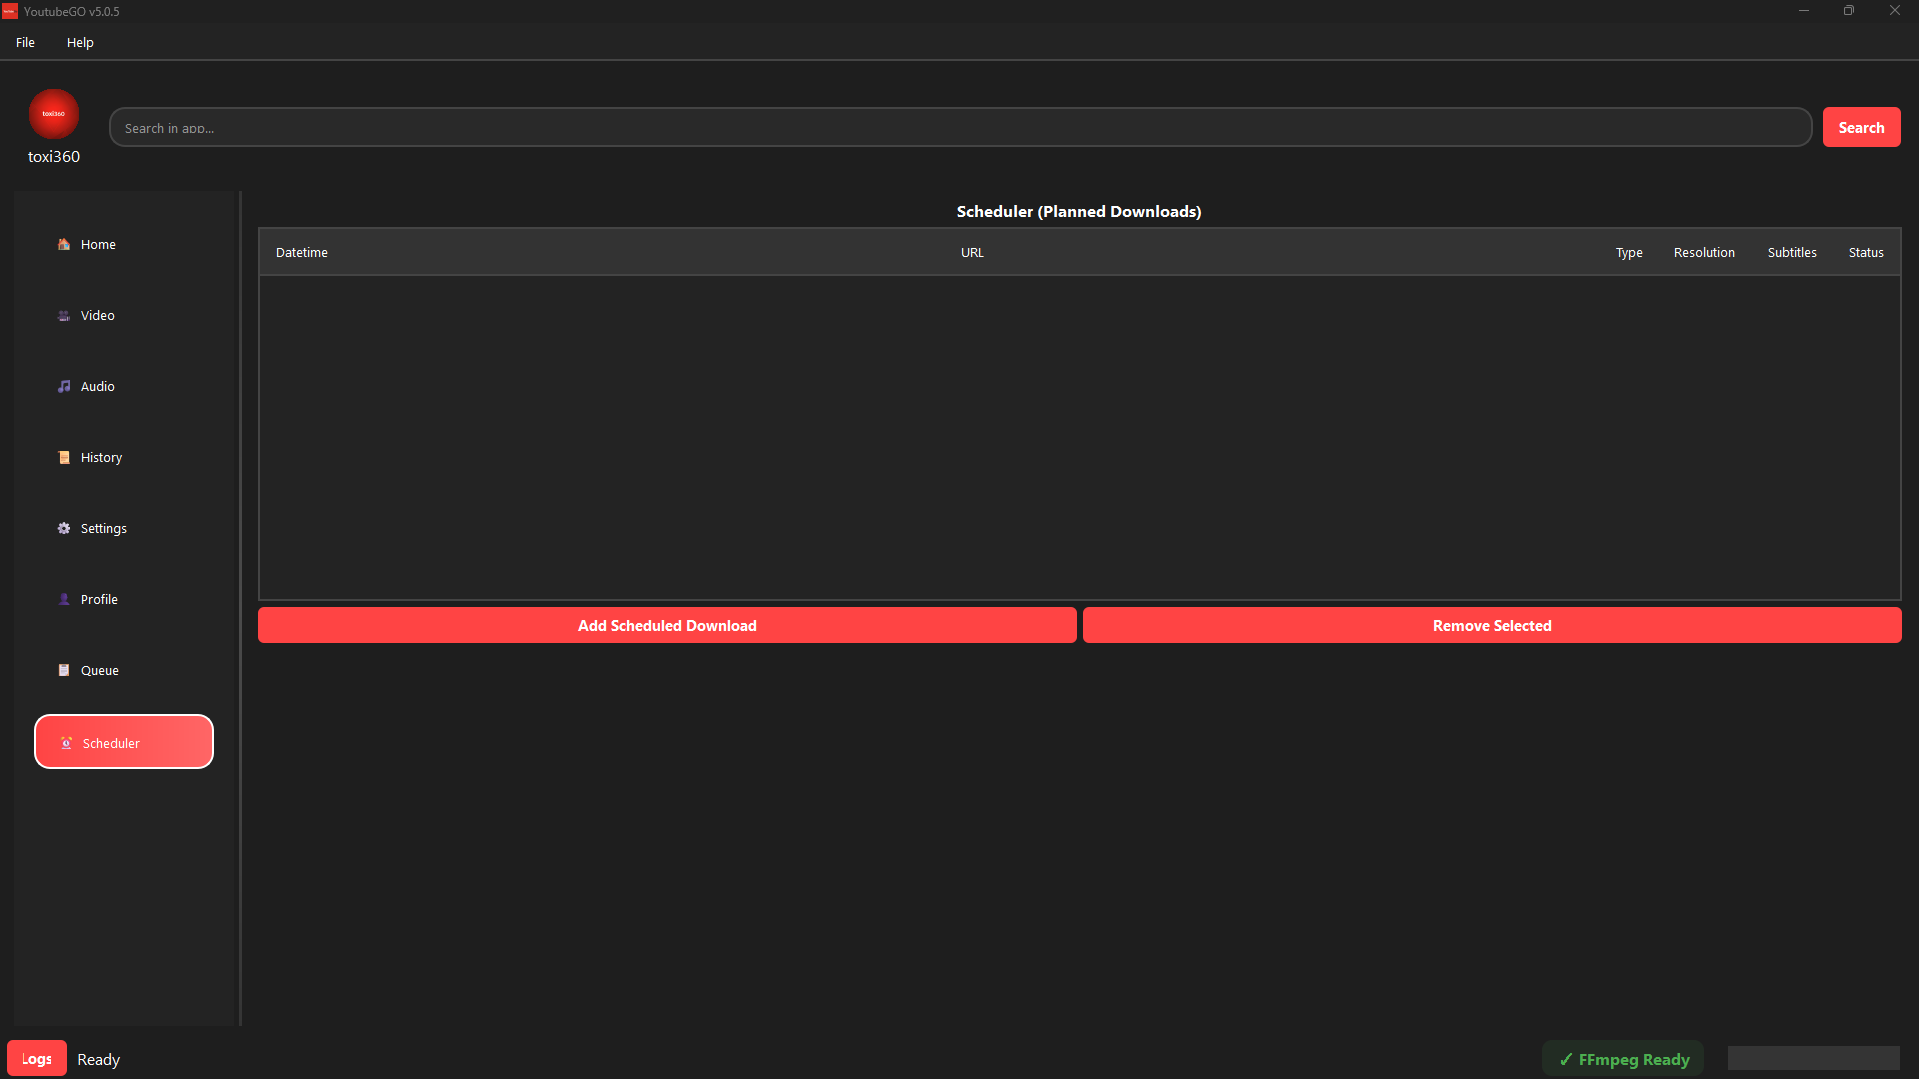 YoutubeGO v5.0.5
File Help
toxi360
Search in app...
Search
toxi360
Scheduler (Planned Downloads)
Datetime URL Type Resolution Subtitles Status
Home
Video
Audio
History
Settings
Profile
Queue
Scheduler
Add Scheduled Download Remove Selected
Logs Ready ✓ FFmpeg Ready